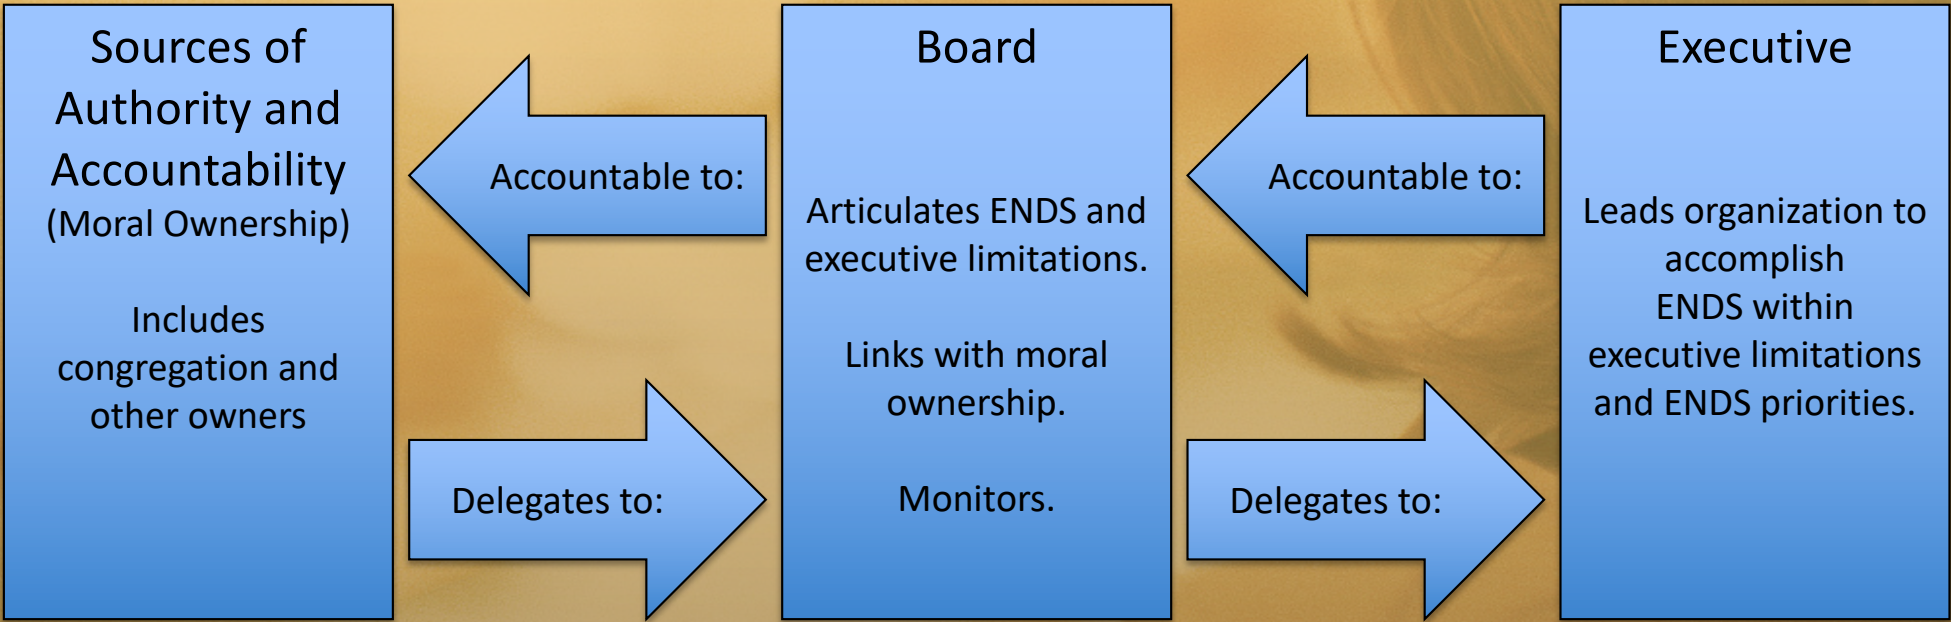 Sources of
Authority and
Accountability
(Moral Ownership)
Includes
congregation and
other owners
Accountable to:
Delegates to:
Board
Articulates ENDS and
executive limitations.
Links with moral
ownership.
Monitors.
Accountable to:
Delegates to:
Executive
Leads organization to
accomplish
ENDS within
executive limitations
and ENDS priorities.